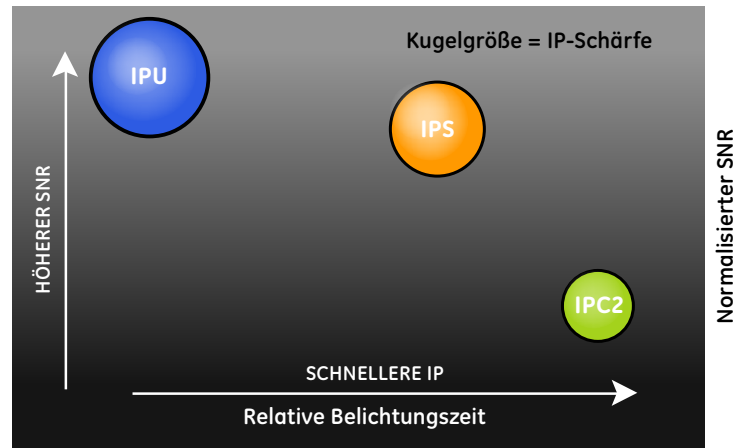 Kugelgröße = IP-Schärfe
IPU
IPS
IPC2
HÖHERER SNR
Normalisierter SNR
SCHNELLERE IP
Relative Belichtungszeit